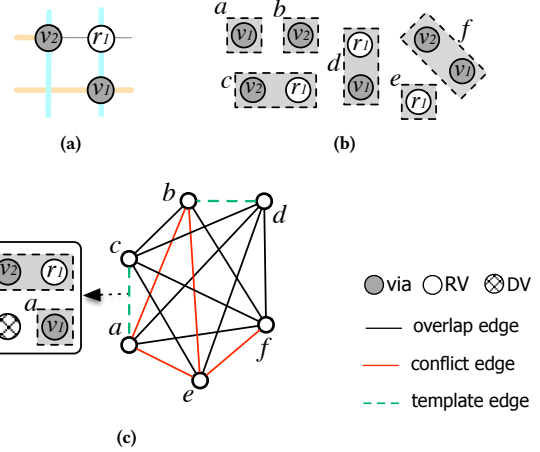 v2 r1
v1
(a)
a b
v1 v2
c v2 r1
d r1 v1
e r1
f v2 v1
(b)
b d
c
v2 r1
a v1
a
f
e
(c)
via RV DV
overlap edge
conflict edge
template edge